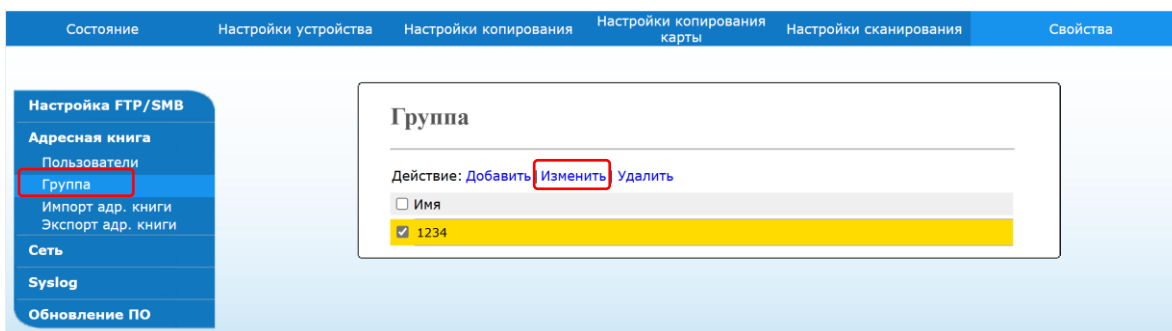 Состояние
Настройки устройства
Настройки копирования
Настройки копирования
карты
Настройки сканирования
Свойства
Настройка FTP/SMB
Адресная книга
Пользователи
Группа
Импорт адр. книги
Экспорт адр. книги
Сеть
Syslog
Обновление ПО
Группа
Действие: Добавить | Изменить | Удалить
Имя
1234